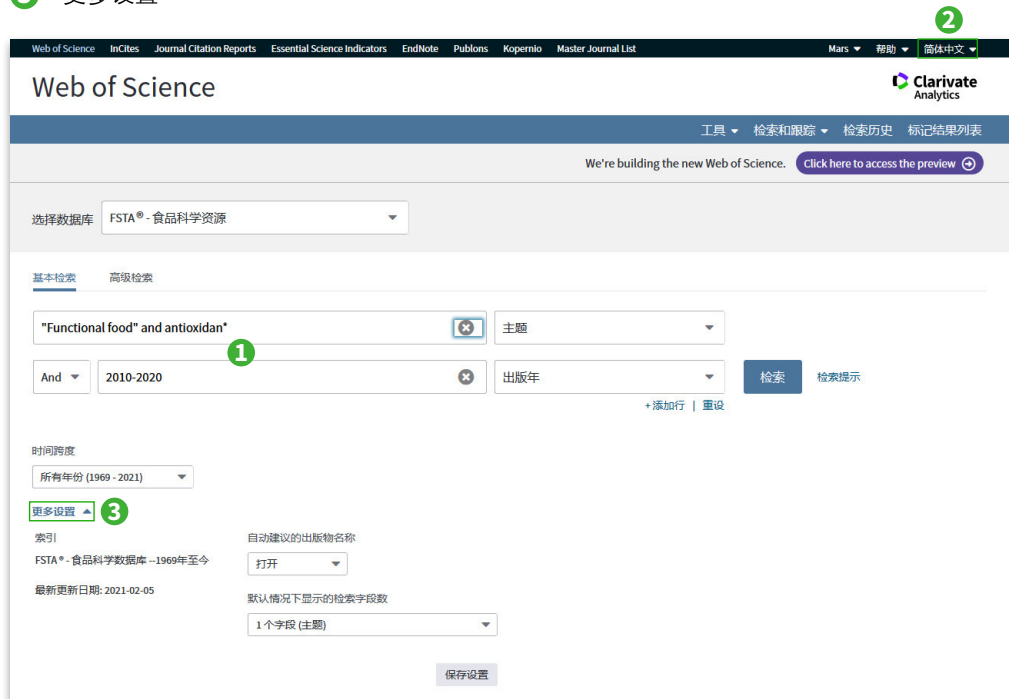 3 更多设置
2
Web of Science InCites Journal Citation Reports Essential Science Indicators EndNote Publons Kopernio Master Journal List Mars 帮助 简体中文
Web of Science
Clarivate
Analytics
工具 检索和跟踪 检索历史 标记结果列表
We're building the new Web of Science. Click here to access the preview
选择数据库 FSTA® - 食品科学资源
基本检索 高级检索
"Functional food" and antioxidan* 主题
1
And 2010-2020 出版年 检索 检索提示
+添加行 | 重设
时间跨度
所有年份 (1969 - 2021)
更多设置 3
索引 自动建议的出版物名称
FSTA® - 食品科学数据库 --1969年至今 打开
最新更新日期: 2021-02-05
默认情况下显示的检索字段数
1个字段 (主题)
保存设置